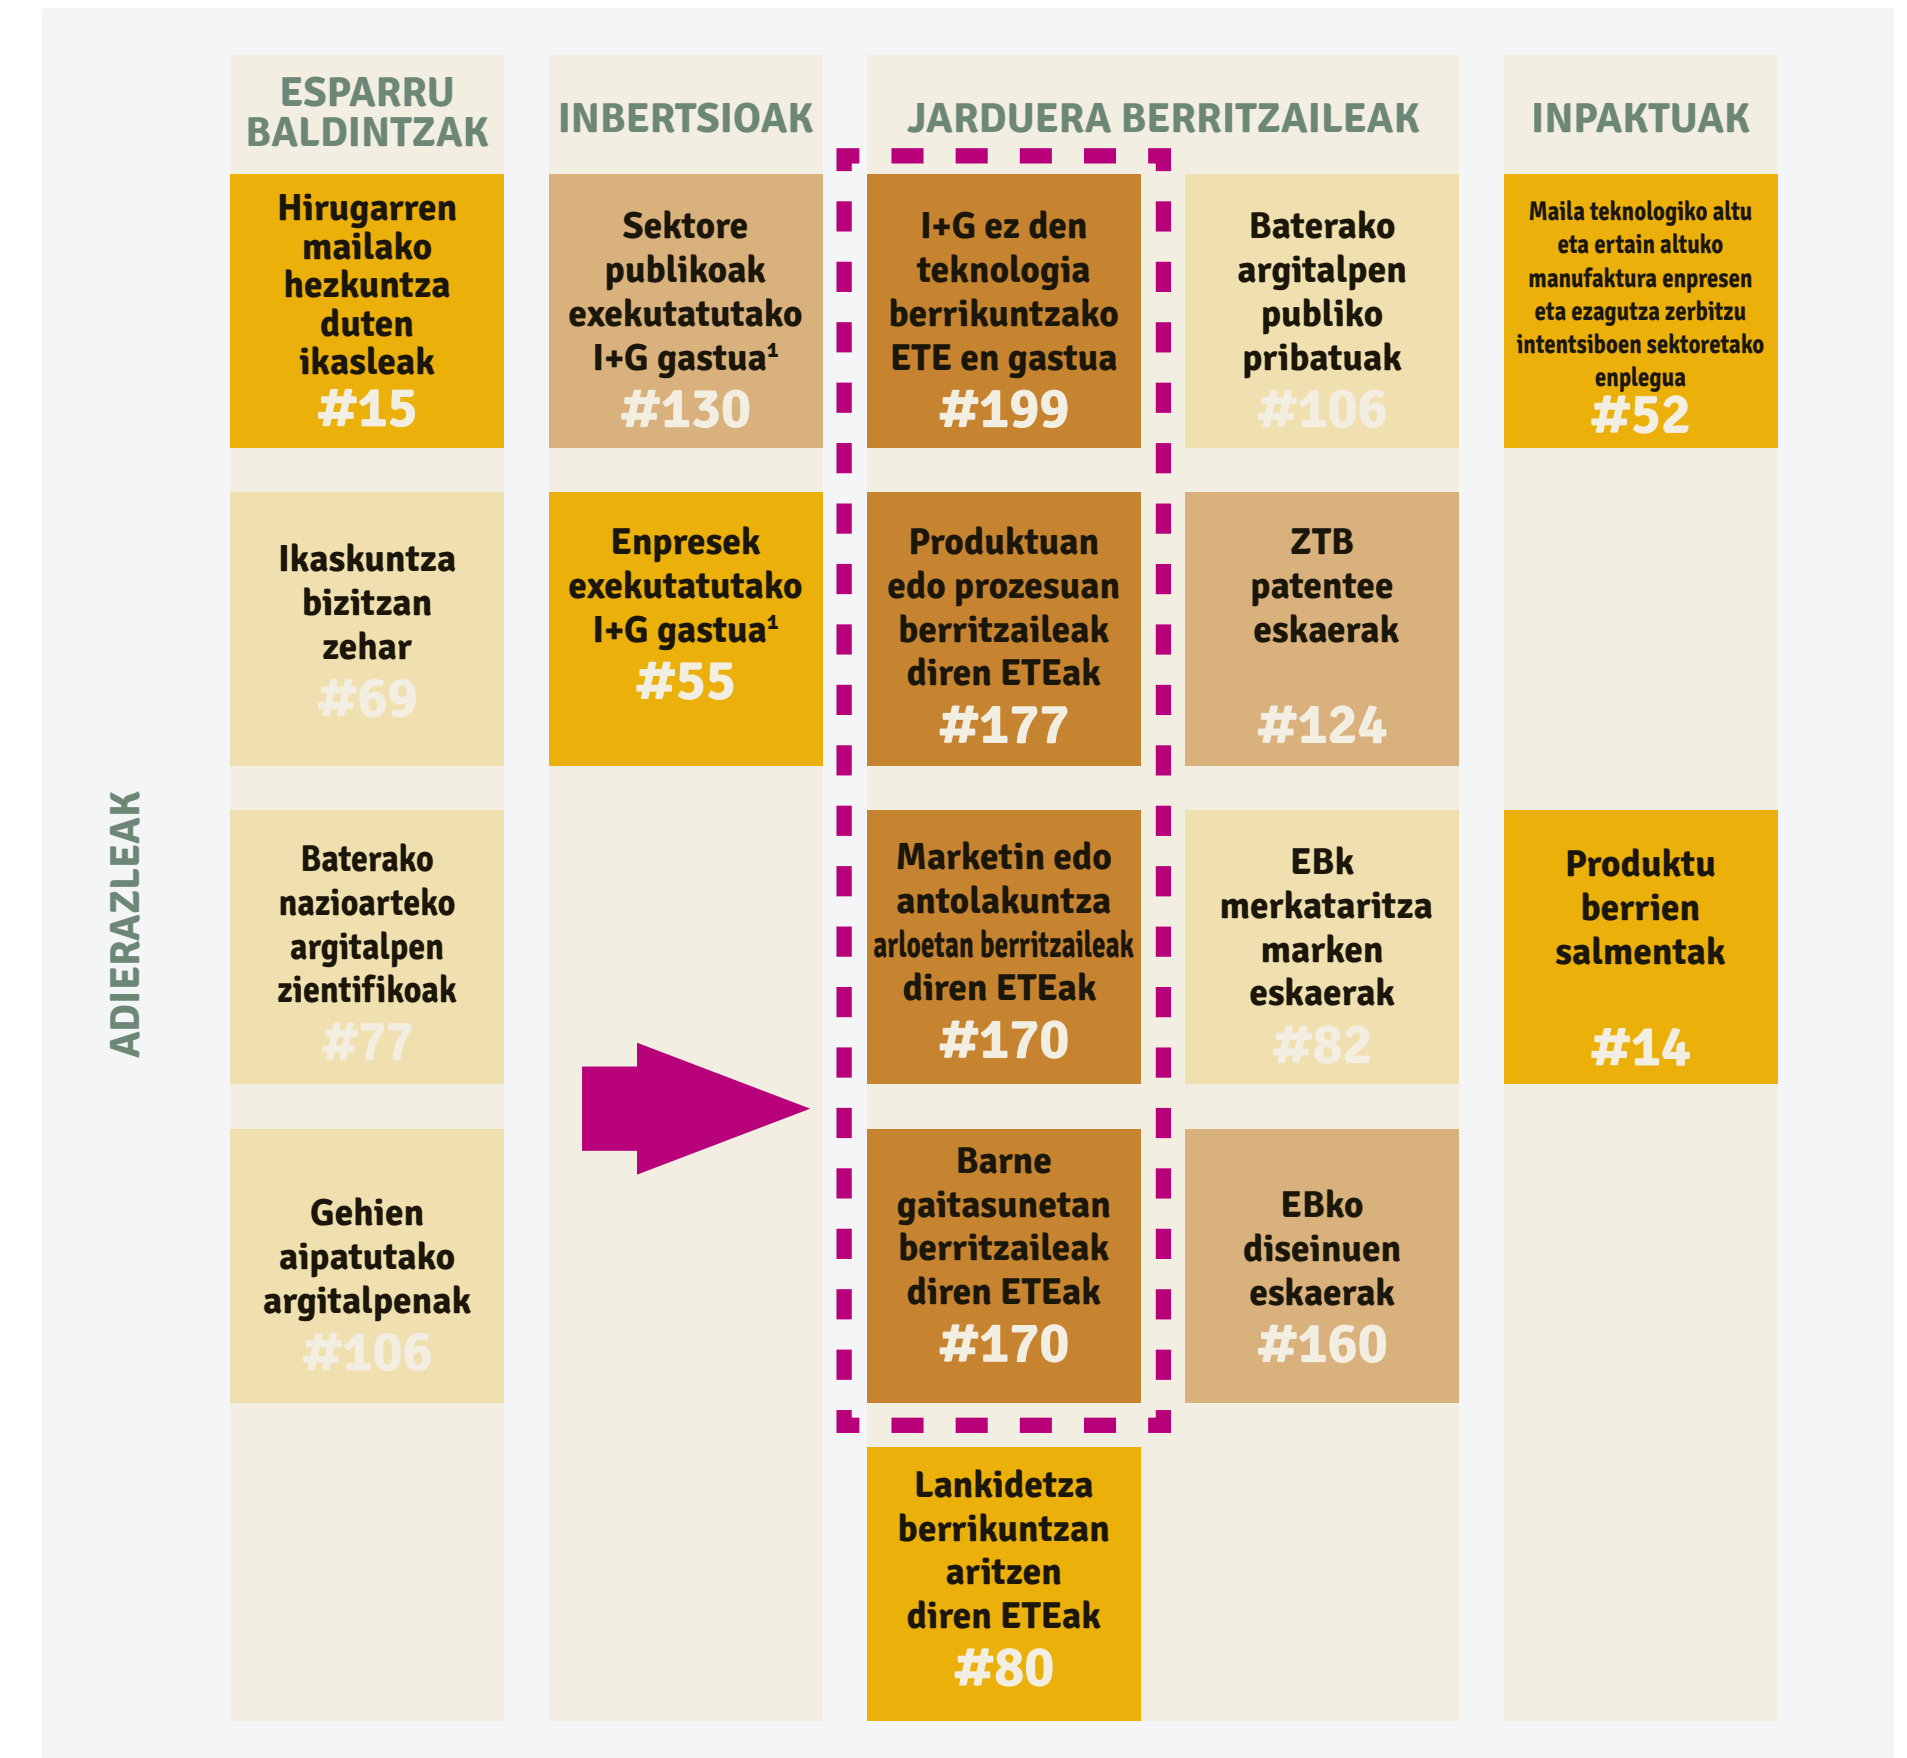 ESPARRU
BALDINTZAK
INBERTSIOAK
JARDUERA BERRITZAILEAK
INPAKTUAK
ADIERAZLEAK
Hirugarren
mailako
hezkuntza
duten
ikasleak
#15
Ikaskuntza
bizitzan
zehar
#69
Baterako
nazioarteko
argitalpen
zientifikoak
#77
Gehien
aipatutako
argitalpenak
#106
Sektore
publikoak
exekutatutako
I+G gastua¹
#130
Enpresek
exekutatutako
I+G gastua¹
#55
I+G ez den
teknologia
berrikuntzako
ETE en gastua
#199
Produktuan
edo prozesuan
berritzaileak
diren ETEak
#177
Marketin edo
antolakuntza
arloetan berritzaileak
diren ETEak
#170
Barne
gaitasunetan
berritzaileak
diren ETEak
#170
Lankidetza
berrikuntzan
aritzen
diren ETEak
#80
Baterako
argitalpen
publiko
pribatuak
#106
ZTB
patentee
eskaerak
#124
EBk
merkataritza
marken
eskaerak
#82
EBko
diseinuen
eskaerak
#160
Maila teknologiko altu
eta ertain altuko
manufaktura enpresen
eta ezagutza zerbitzu
intentsiboen sektoretako
enplegua
#52
Produktu
berrien
salmentak
#14